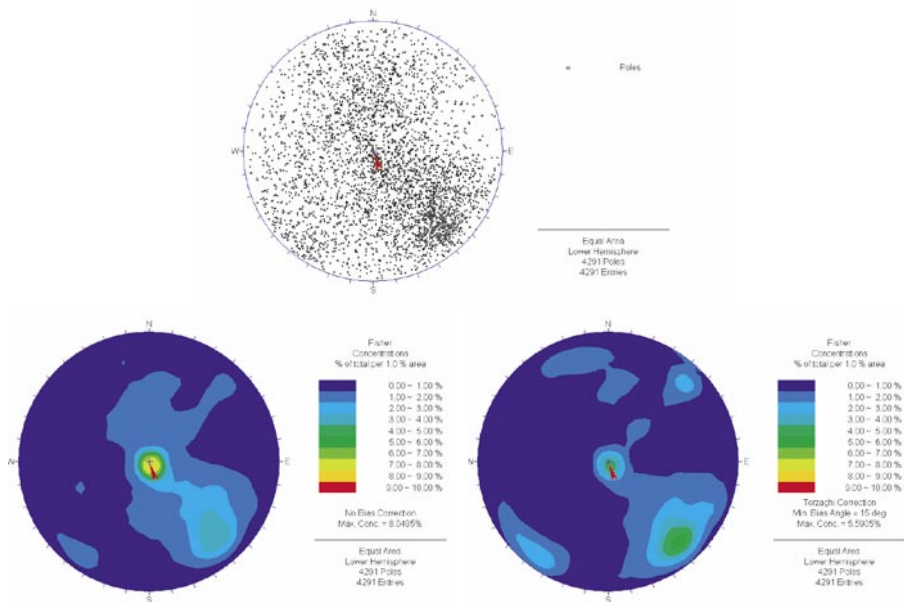 N
Poles
W
E
Equal Area
Lower Hemisphere
4291 Poles
4291 Entries
S
N
Fisher
Concentrations
% of total per 1.0 % area
0.00 ~ 1.00 %
1.00 ~ 2.00 %
2.00 ~ 3.00 %
3.00 ~ 4.00 %
4.00 ~ 5.00 %
5.00 ~ 6.00 %
6.00 ~ 7.00 %
7.00 ~ 8.00 %
8.00 ~ 9.00 %
9.00 ~ 10.00 %
W
E
No Bias Correction
Max. Conc. = 8.0495%
Equal Area
Lower Hemisphere
4291 Poles
4291 Entries
S
N
Fisher
Concentrations
% of total per 1.0 % area
0.00 ~ 1.00 %
1.00 ~ 2.00 %
2.00 ~ 3.00 %
3.00 ~ 4.00 %
4.00 ~ 5.00 %
5.00 ~ 6.00 %
6.00 ~ 7.00 %
7.00 ~ 8.00 %
8.00 ~ 9.00 %
9.00 ~ 10.00 %
W
E
Terzaghi Correction
Min. Bias Angle = 15 deg
Max. Conc. = 5.5905%
Equal Area
Lower Hemisphere
4291 Poles
4291 Entries
S